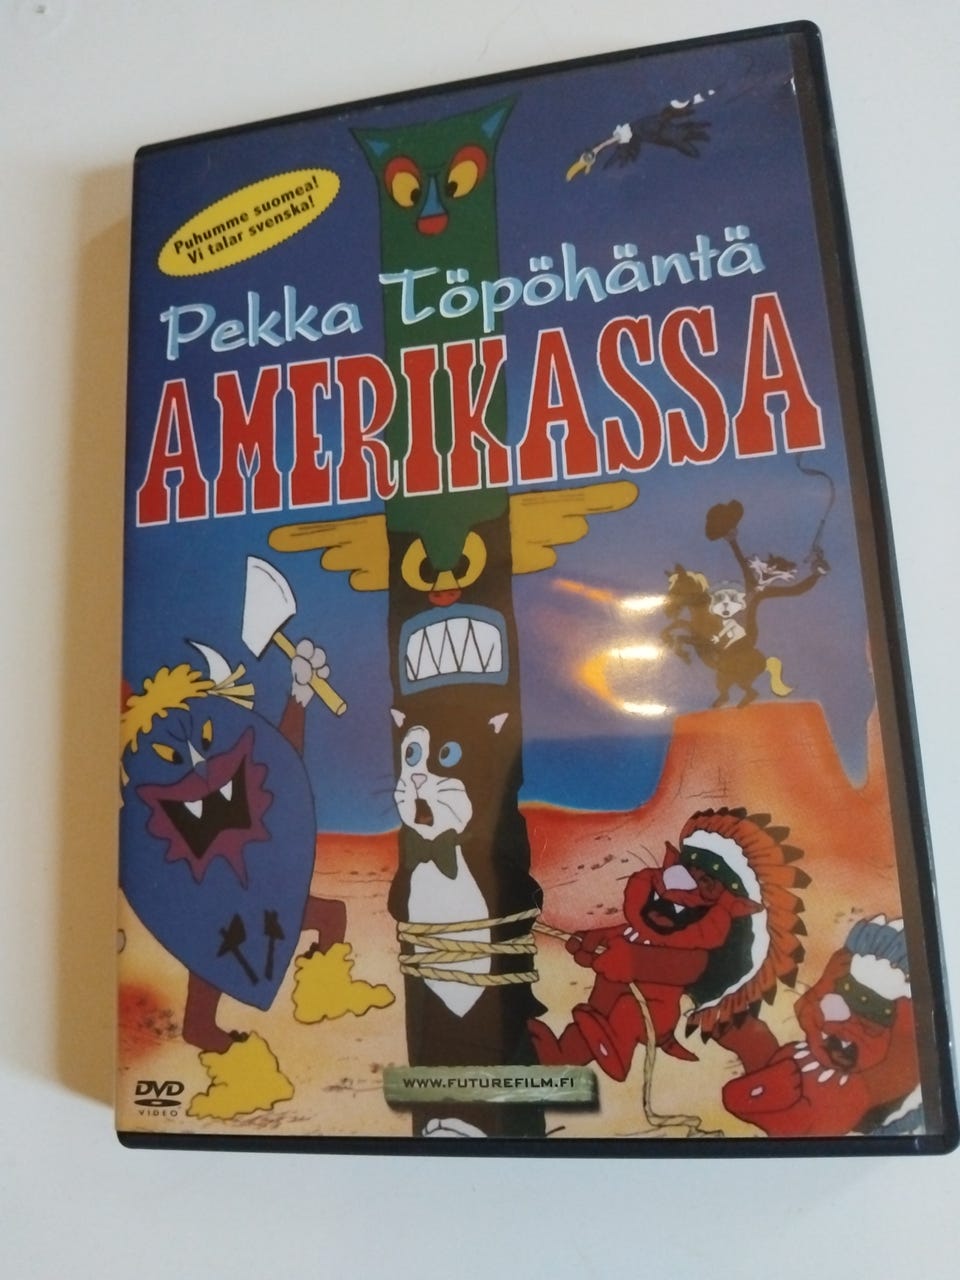 Puhumme suomea!
Vi talar svenska!
Pekka Töpöhäntä
AMERIKASSA
WWW.FUTUREFILM.FI
DVD
VIDEO